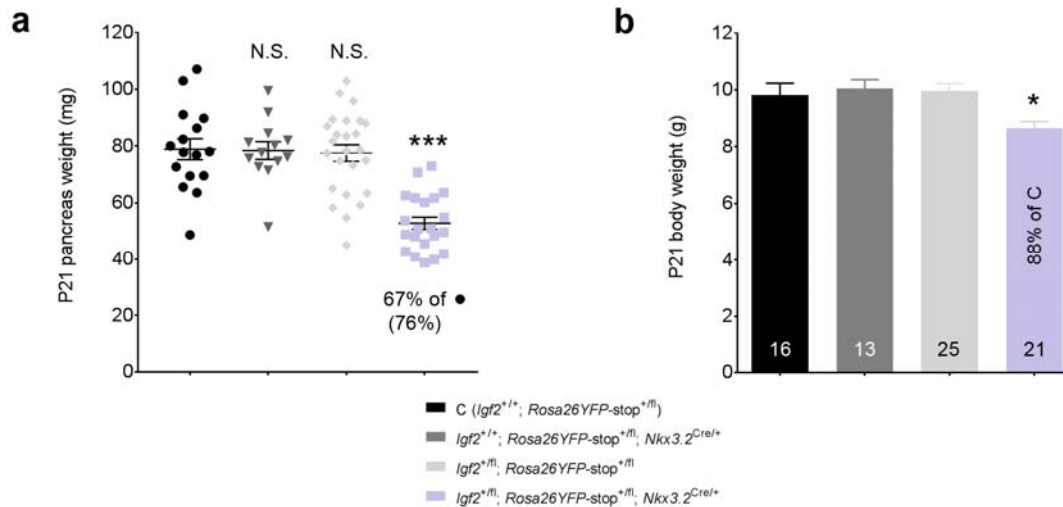 a
P21 pancreas weight (mg)
120
100
80
60
40
20
0
N.S.
N.S.
***
67% of ●
(76%)
b
P21 body weight (g)
12
10
8
6
4
2
0
*
88% of C
16
13
25
21
C (Igf2+/+; Rosa26YFP-stop+/fl)
Igf2+/+; Rosa26YFP-stop+/fl; Nkx3.2Cre/+
Igf2+/fl; Rosa26YFP-stop+/fl
Igf2+/fl; Rosa26YFP-stop+/fl; Nkx3.2Cre/+